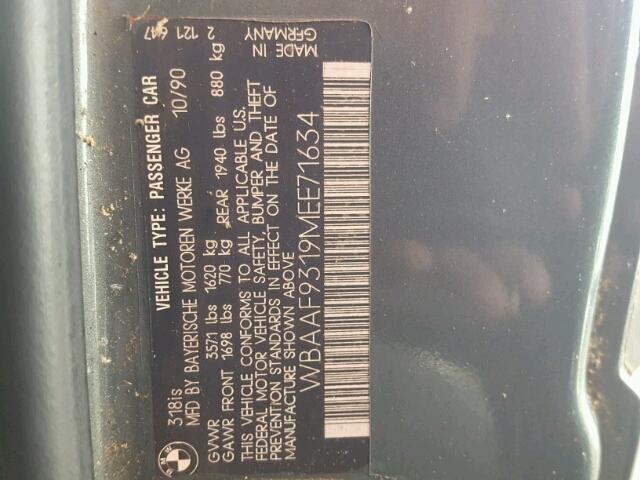 318is
VEHICLE TYPE: PASSENGER CAR
MFD BY BAYERISCHE MOTOREN WERKE AG 10/90
GVWR 3571 lbs 1620 kg
GAWR FRONT 1698 lbs 770 kg REAR 1940 lbs 880 kg
THIS VEHICLE CONFORMS TO ALL APPLICABLE U.S.
FEDERAL MOTOR VEHICLE SAFETY, BUMPER AND THEFT
PREVENTION STANDARDS IN EFFECT ON THE DATE OF
MANUFACTURE SHOWN ABOVE
WBAAF9319MEE71634
2 121
MADE IN
GERMANY